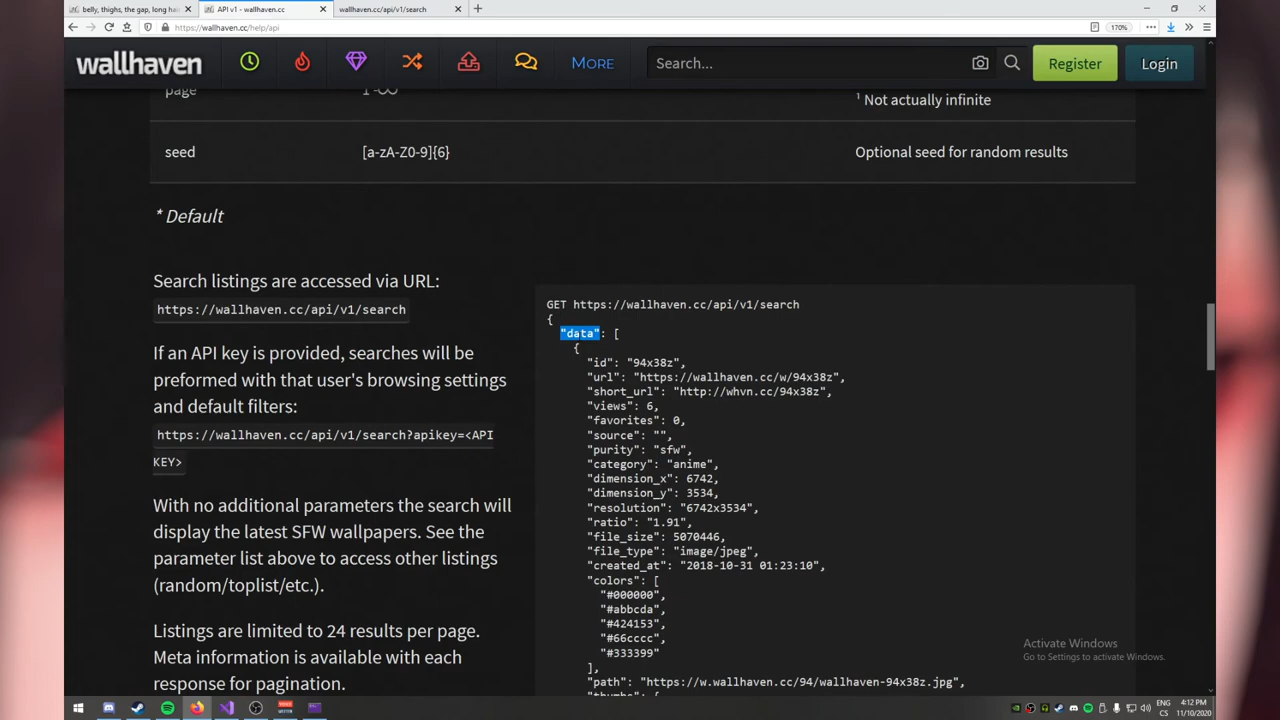 belly, thighs, the gap, long hai
API v1 - wallhaven.cc
wallhaven.cc/api/v1/search
https://wallhaven.cc/help/api
170%
wallhaven
More
Search...
Register
Login
page
1 -∞
¹ Not actually infinite
seed
[a-zA-Z0-9]{6}
Optional seed for random results
* Default
Search listings are accessed via URL:
https://wallhaven.cc/api/v1/search
If an API key is provided, searches will be
preformed with that user's browsing settings
and default filters:
https://wallhaven.cc/api/v1/search?apikey=<API
KEY>
With no additional parameters the search will
display the latest SFW wallpapers. See the
parameter list above to access other listings
(random/toplist/etc.).
Listings are limited to 24 results per page.
Meta information is available with each
response for pagination.
GET https://wallhaven.cc/api/v1/search
{
"data": [
{
"id": "94x38z",
"url": "https://wallhaven.cc/w/94x38z",
"short_url": "http://whvn.cc/94x38z",
"views": 6,
"favorites": 0,
"source": "",
"purity": "sfw",
"category": "anime",
"dimension_x": 6742,
"dimension_y": 3534,
"resolution": "6742x3534",
"ratio": "1.91",
"file_size": 5070446,
"file_type": "image/jpeg",
"created_at": "2018-10-31 01:23:10",
"colors": [
"#000000",
"#abbcda",
"#424153",
"#66cccc",
"#333399"
],
"path": "https://w.wallhaven.cc/94/wallhaven-94x38z.jpg",
"thumbs": {
Activate Windows
Go to Settings to activate Windows.
ENG
CS
4:12 PM
11/10/2020